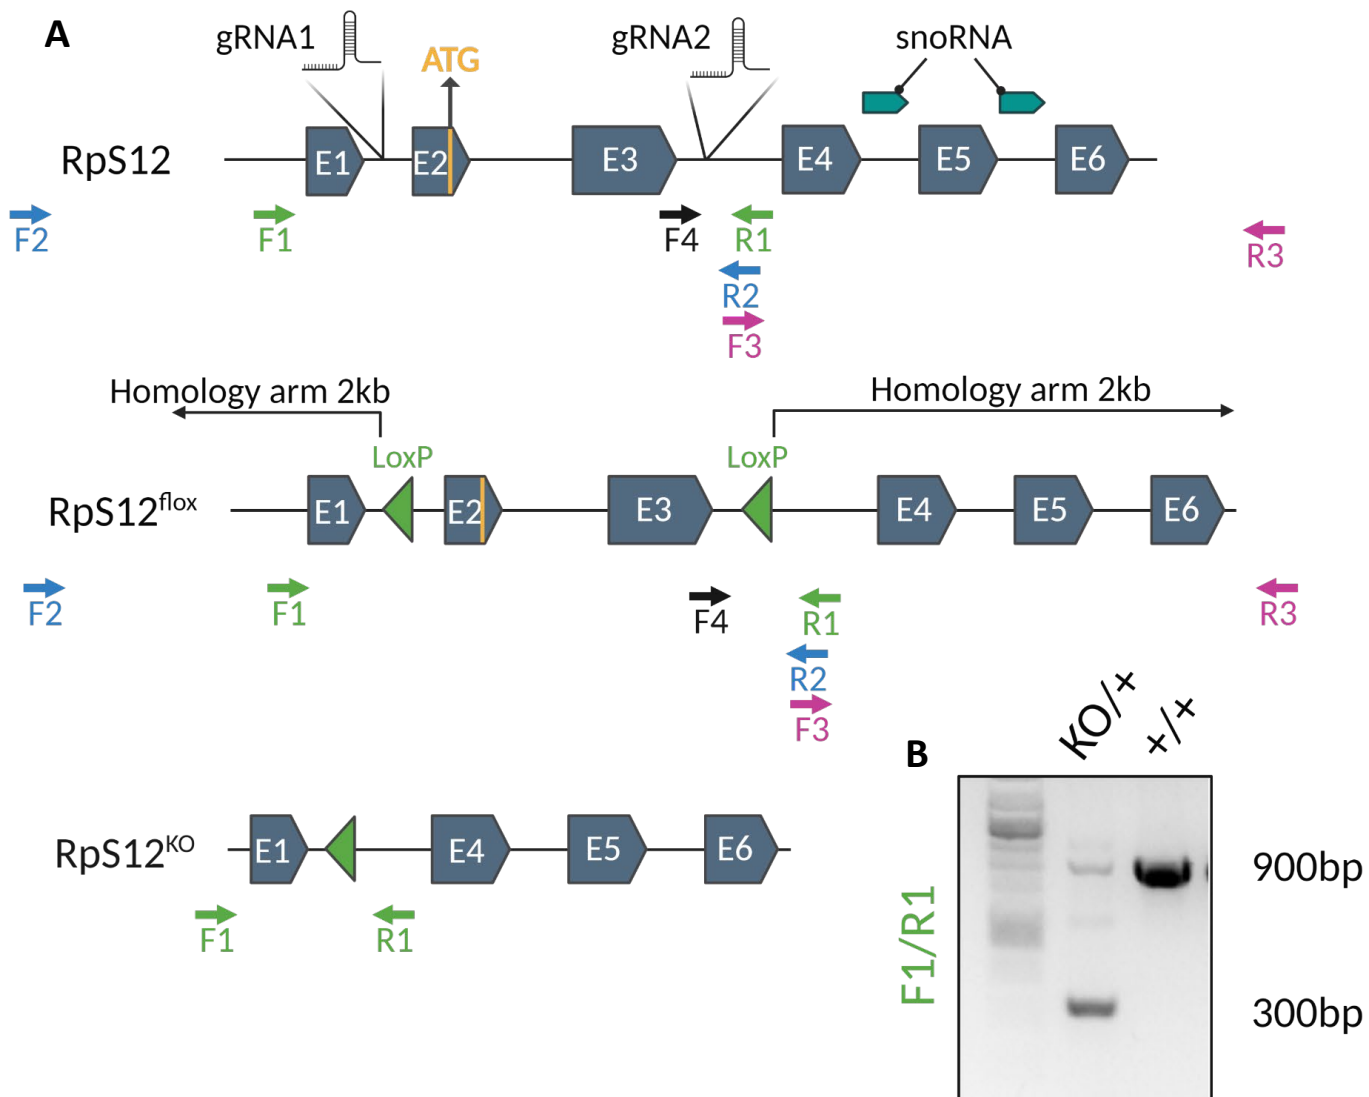 A
gRNA1
ATG
gRNA2
snoRNA
RpS12
E1
E2
E3
E4
E5
E6
F2
F1
F4
R1
R3
R2
F3
Homology arm 2kb
Homology arm 2kb
LoxP
LoxP
RpS12flox
E1
E2
E3
E4
E5
E6
F2
F1
F4
R1
R3
R2
F3
RpS12KO
E1
E4
E5
E6
F1
R1
B
KO/+
+/+
F1/R1
900bp
300bp